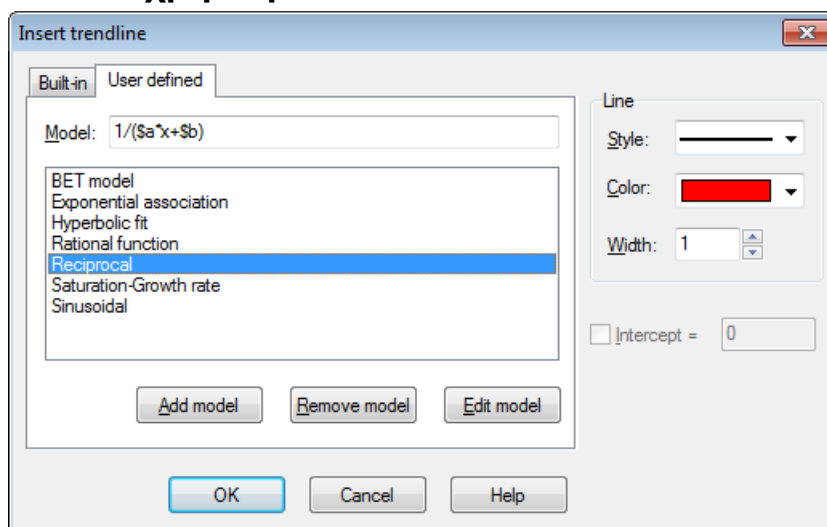 Insert trendline
Built-in User defined
Model: 1/($a*x+$b)
BET model
Exponential association
Hyperbolic fit
Rational function
Reciprocal
Saturation-Growth rate
Sinusoidal
Add model Remove model Edit model
Line
Style:
Color:
Width: 1
Intercept = 0
OK Cancel Help